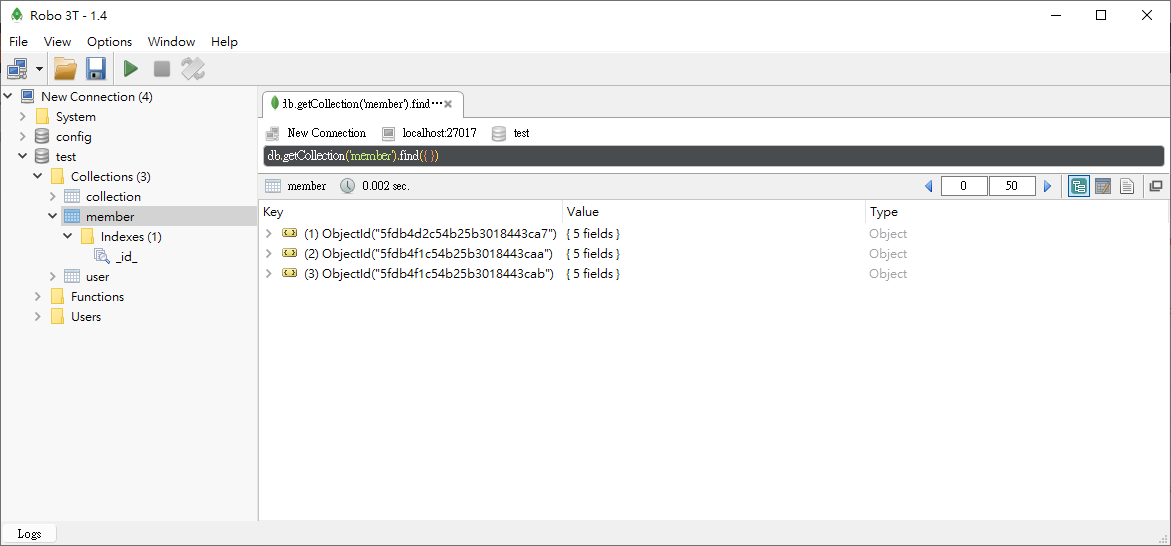 Robo 3T - 1.4
File View Options Window Help
New Connection (4)
System
config
test
Collections (3)
collection
member
Indexes (1)
_id_
user
Functions
Users
db.getCollection('member').find···
New Connection localhost:27017 test
db.getCollection('member').find({ })
member 0.002 sec. 0 50
Key Value Type
(1) ObjectId("5fdb4d2c54b25b3018443ca7") { 5 fields } Object
(2) ObjectId("5fdb4f1c54b25b3018443caa") { 5 fields } Object
(3) ObjectId("5fdb4f1c54b25b3018443cab") { 5 fields } Object
Logs